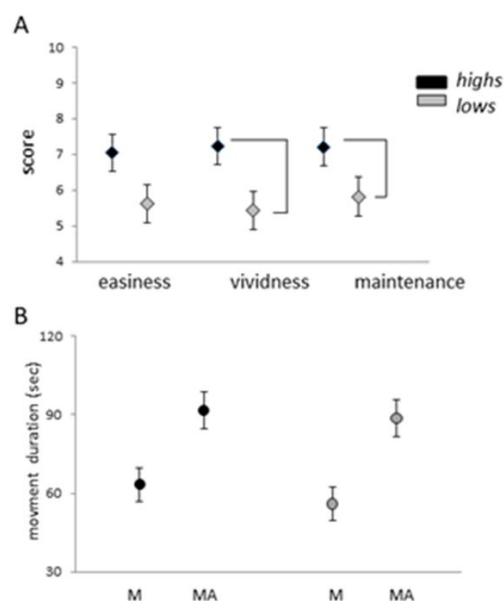 A
10
9
8
7
6
5
4
score
highs
lows
easiness vividness maintenance
B
120
90
60
30
movment duration (sec)
M MA M MA